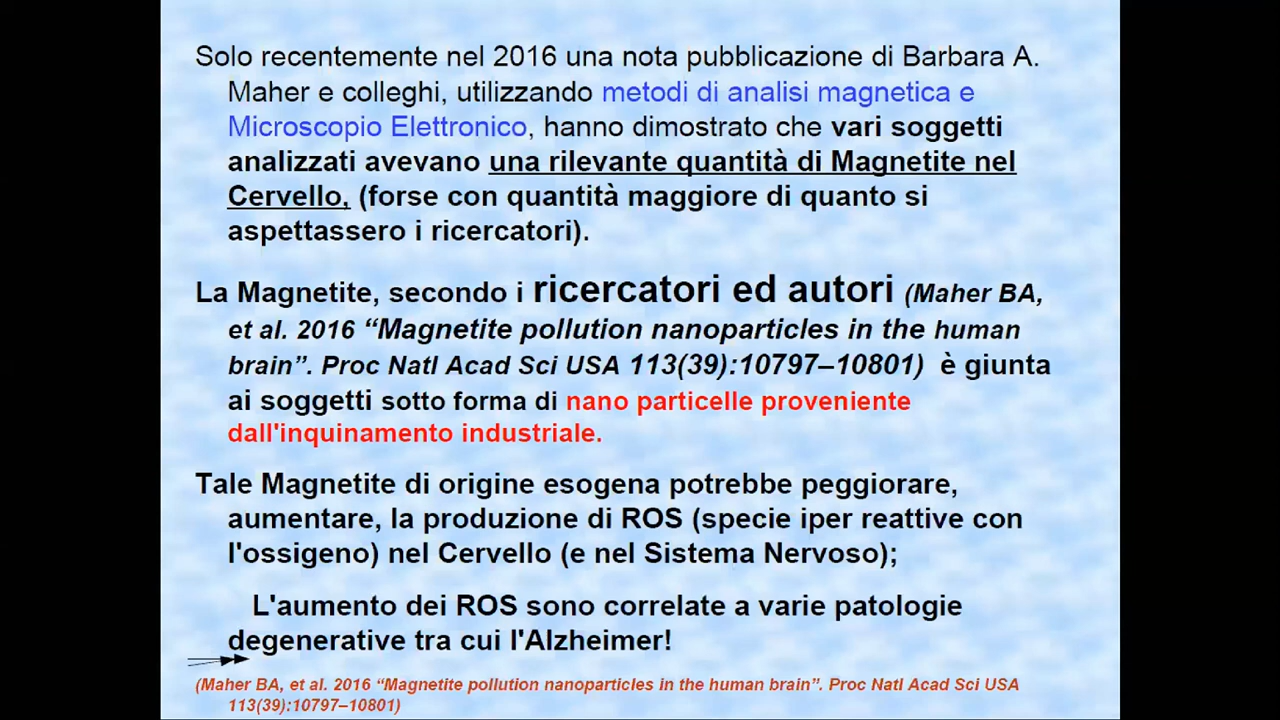 Solo recentemente nel 2016 una nota pubblicazione di Barbara A.
Maher e colleghi, utilizzando metodi di analisi magnetica e
Microscopio Elettronico, hanno dimostrato che vari soggetti
analizzati avevano una rilevante quantità di Magnetite nel
Cervello, (forse con quantità maggiore di quanto si
aspettassero i ricercatori).
La Magnetite, secondo i ricercatori ed autori (Maher BA,
et al. 2016 “Magnetite pollution nanoparticles in the human
brain”. Proc Natl Acad Sci USA 113(39):10797–10801) è giunta
ai soggetti sotto forma di nano particelle proveniente
dall'inquinamento industriale.
Tale Magnetite di origine esogena potrebbe peggiorare,
aumentare, la produzione di ROS (specie iper reattive con
l'ossigeno) nel Cervello (e nel Sistema Nervoso);
L'aumento dei ROS sono correlate a varie patologie
degenerative tra cui l'Alzheimer!
(Maher BA, et al. 2016 “Magnetite pollution nanoparticles in the human brain”. Proc Natl Acad Sci USA
113(39):10797–10801)